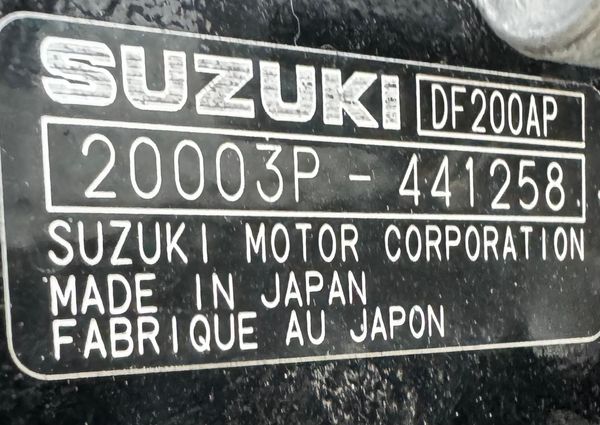 SUZUKI DF200AP
20003P - 441258
SUZUKI MOTOR CORPORATION
MADE IN JAPAN
FABRIQUE AU JAPON